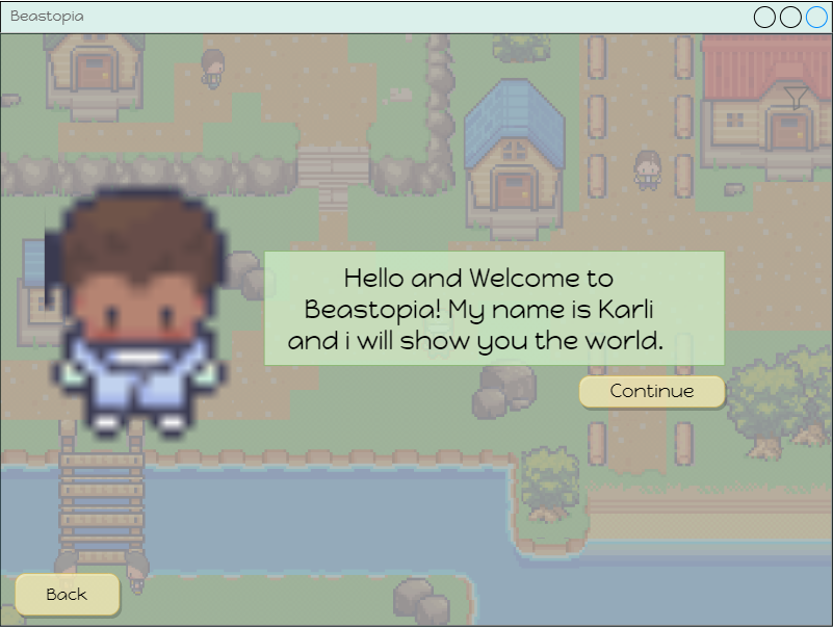 Beastopia
Hello and Welcome to
Beastopia! My name is Karli
and i will show you the world.
Continue
Back